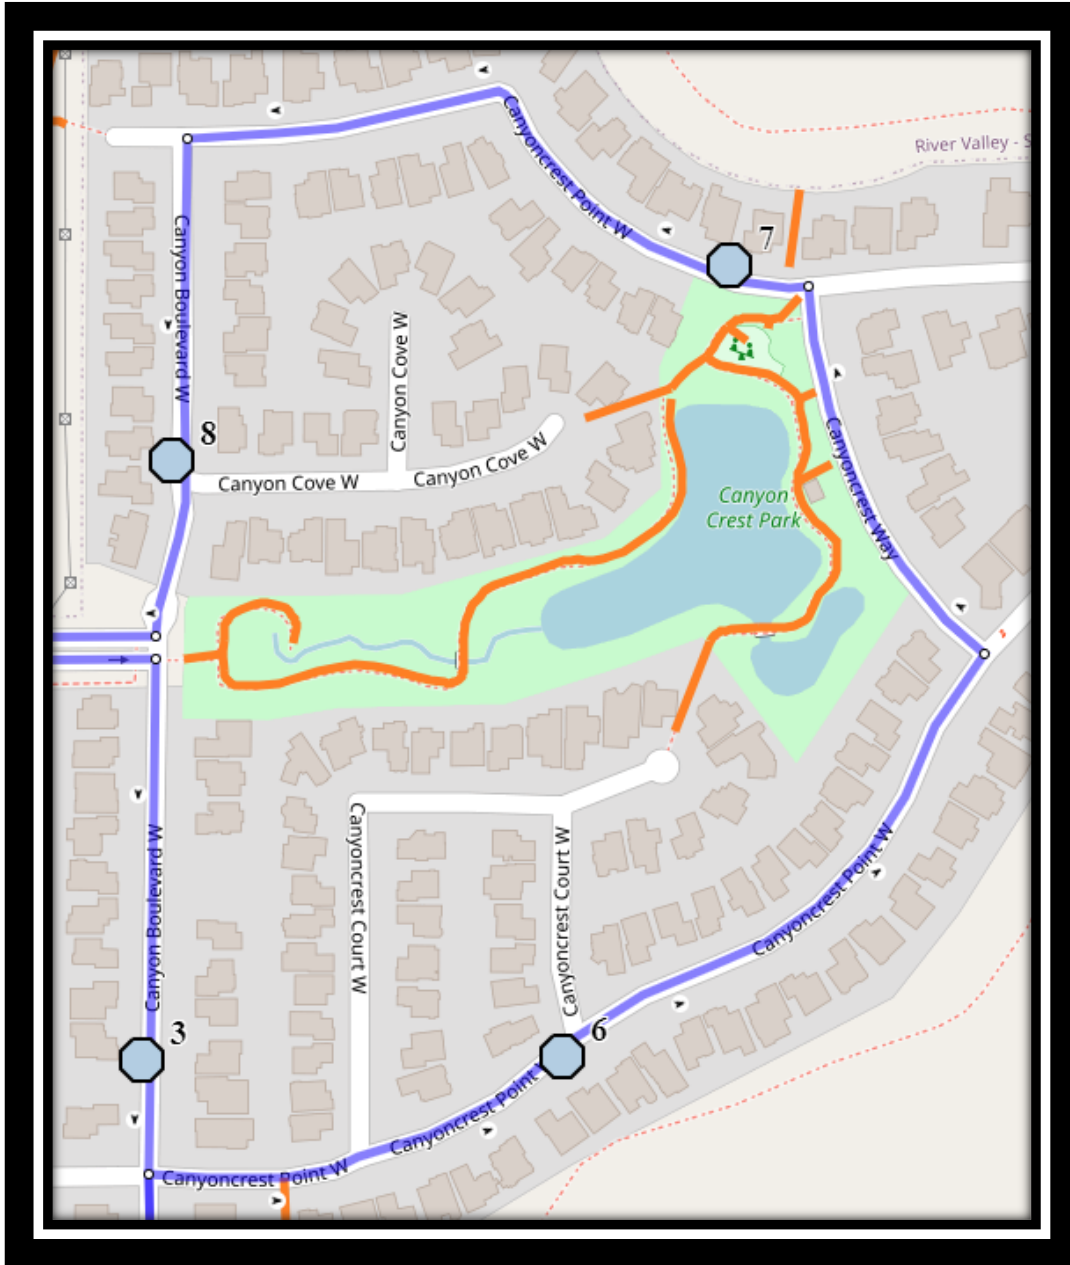 River Valley - S
Canyoncrest Point W
7
Canyon Boulevard W
Canyon Cove W
8
Canyon Cove W
Canyon Cove W
Canyoncrest Way
Canyon
Crest Park
Canyoncrest Court W
Canyoncrest Court W
Canyon Boulevard W
Canyoncrest Point W
3
6
Canyoncrest Point
Canyoncrest Point W